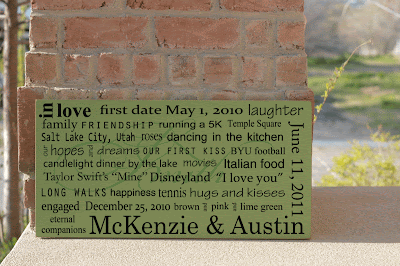 in love first date May 1, 2010 laughter
family FRIENDSHIP running a 5K Temple Square
Salt Lake City, Utah roses dancing in the kitchen
hopes and dreams OUR FIRST KISS BYU football
candlelight dinner by the lake movies Italian food
Taylor Swift's "Mine" Disneyland "I love you"
LONG WALKS happiness tennis hugs and kisses
engaged December 25, 2010 brown and pink and lime green
eternal companions McKenzie & Austin
June 11, 2011